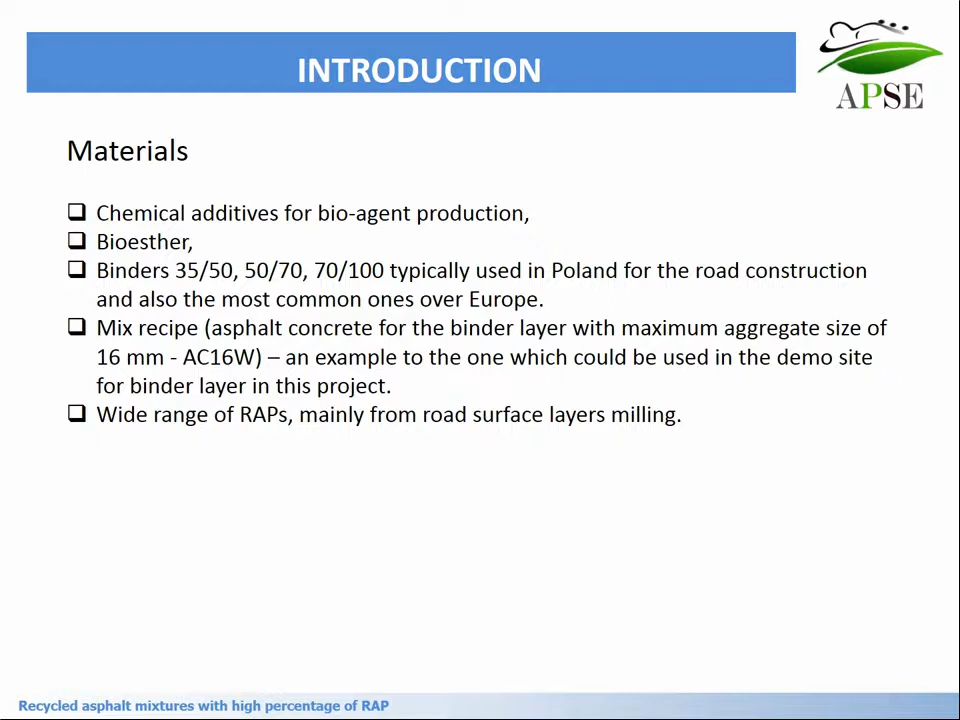 INTRODUCTION
APSE
Materials
❑ Chemical additives for bio-agent production,
❑ Bioesther,
❑ Binders 35/50, 50/70, 70/100 typically used in Poland for the road construction
and also the most common ones over Europe.
❑ Mix recipe (asphalt concrete for the binder layer with maximum aggregate size of
16 mm - AC16W) – an example to the one which could be used in the demo site
for binder layer in this project.
❑ Wide range of RAPs, mainly from road surface layers milling.
Recycled asphalt mixtures with high percentage of RAP